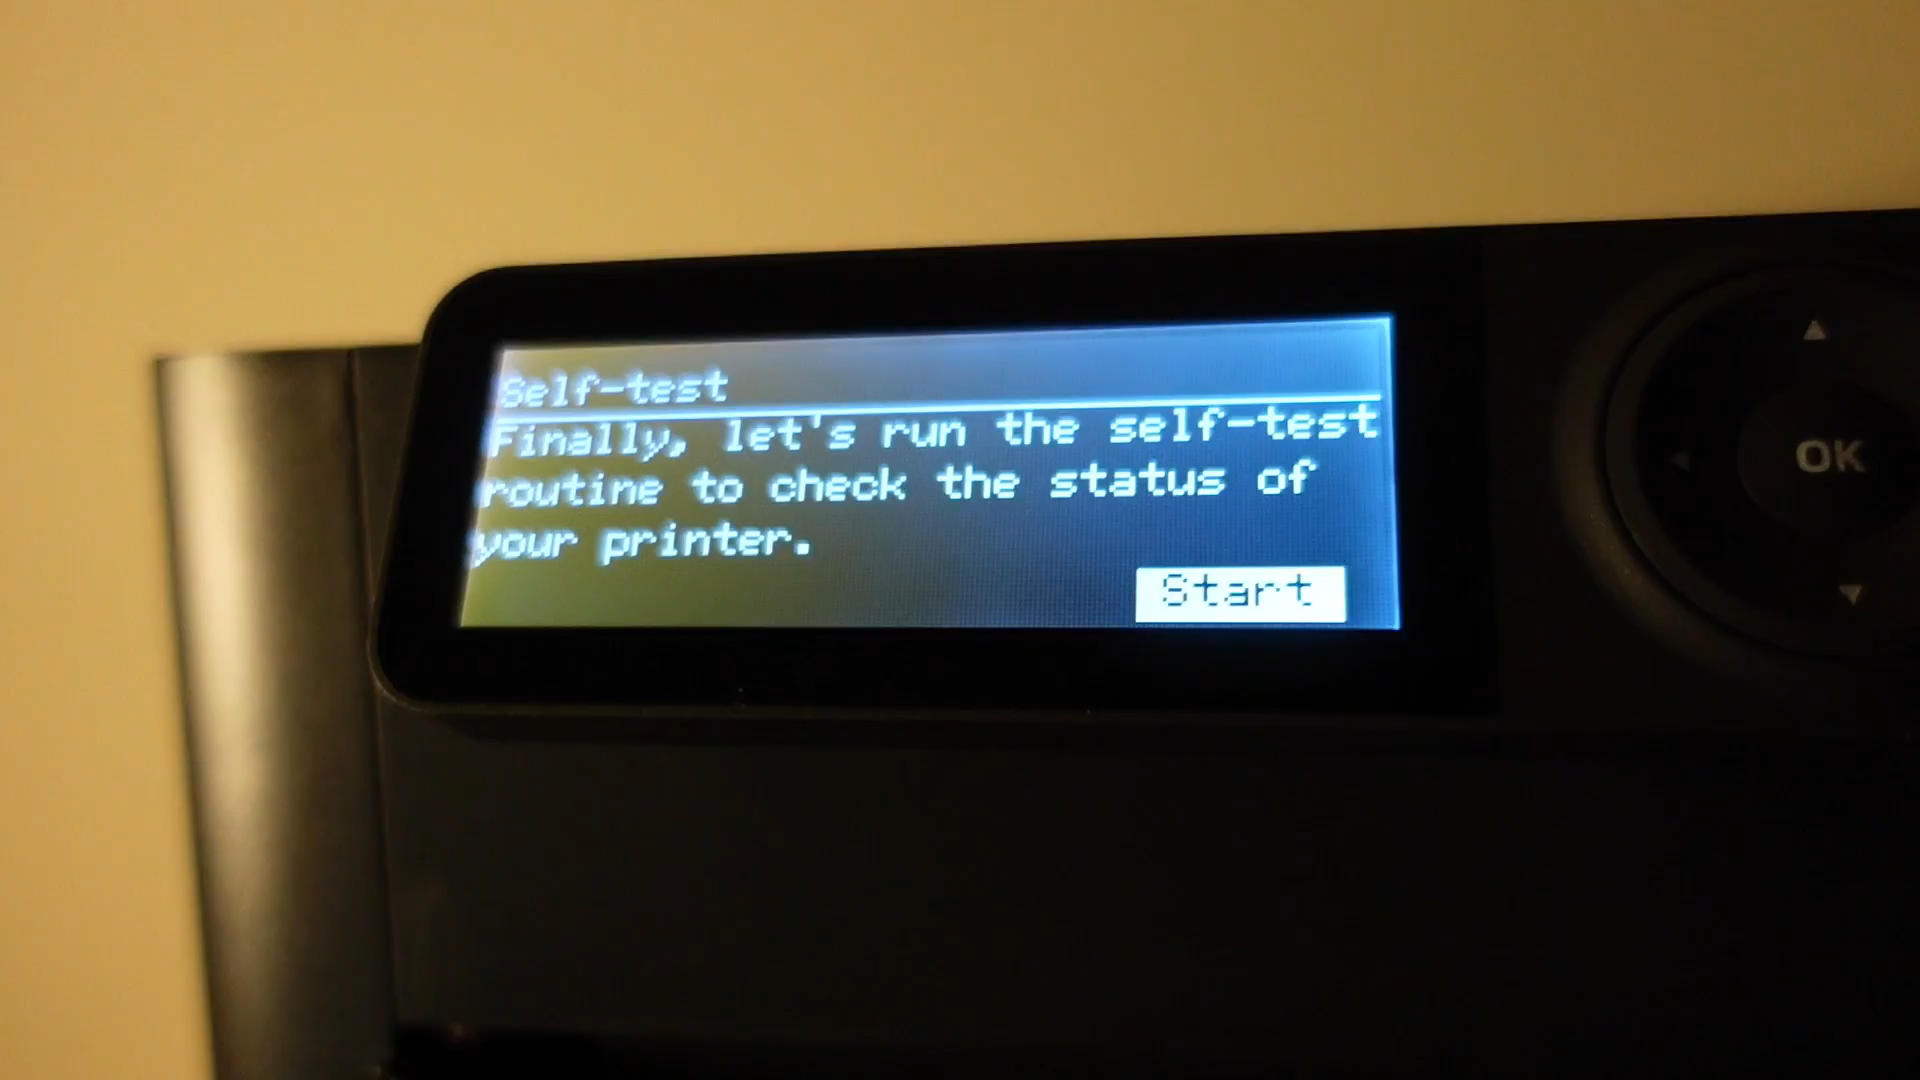 Self-test
Finally, let's run the self-test
routine to check the status of
your printer.
Start
OK